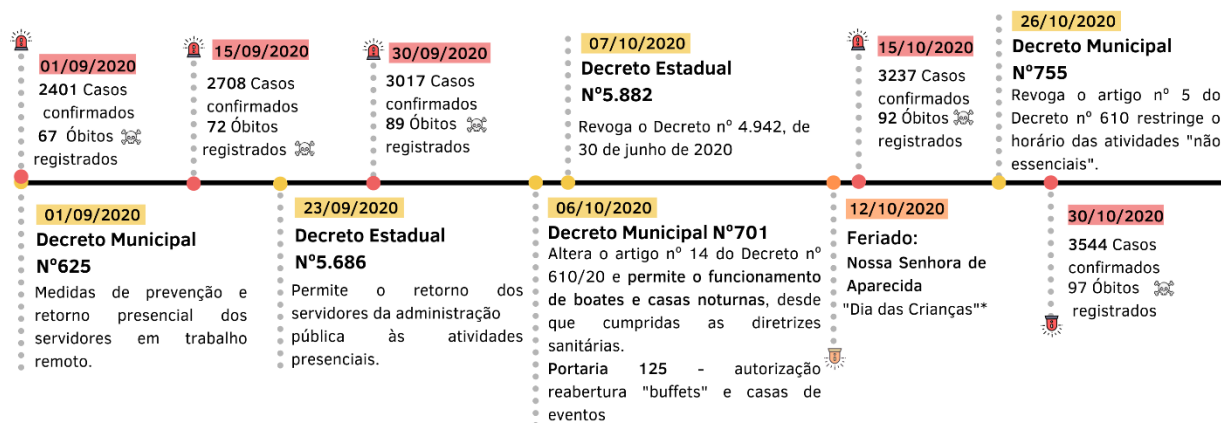 01/09/2020
2401 Casos
confirmados
67 Óbitos
registrados
15/09/2020
2708 Casos
confirmados
72 Óbitos
registrados
30/09/2020
3017 Casos
confirmados
89 Óbitos
registrados
07/10/2020
Decreto Estadual
Nº5.882
Revoga o Decreto nº 4.942, de
30 de junho de 2020
15/10/2020
3237 Casos
confirmados
92 Óbitos
registrados
26/10/2020
Decreto Municipal
Nº755
Revoga o artigo nº 5 do
Decreto nº 610 restringe o
horário das atividades "não
essenciais".
01/09/2020
Decreto Municipal
Nº625
Medidas de prevenção e
retorno presencial dos
servidores em trabalho
remoto.
23/09/2020
Decreto Estadual
Nº5.686
Permite o retorno dos
servidores da administração
pública às atividades
presenciais.
06/10/2020
Decreto Municipal Nº701
Altera o artigo nº 14 do Decreto nº
610/20 e permite o funcionamento
de boates e casas noturnas, desde
que cumpridas as diretrizes
sanitárias.
Portaria 125 - autorização
reabertura "buffets" e casas de
eventos
12/10/2020
Feriado:
Nossa Senhora de
Aparecida
"Dia das Crianças"*
30/10/2020
3544 Casos
confirmados
97 Óbitos
registrados